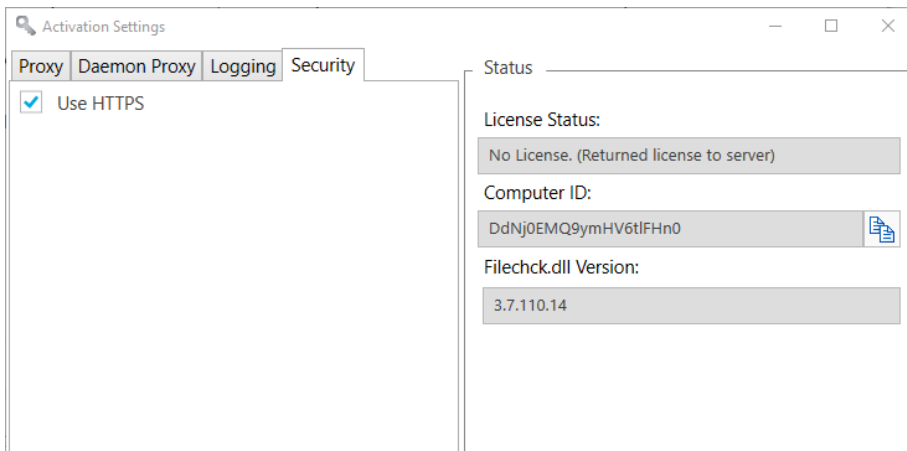 Activation Settings
Proxy
Daemon Proxy
Logging
Security
Use HTTPS
Status
License Status:
No License. (Returned license to server)
Computer ID:
DdNj0EMQ9ymHV6tlFHn0
Filechck.dll Version:
3.7.110.14